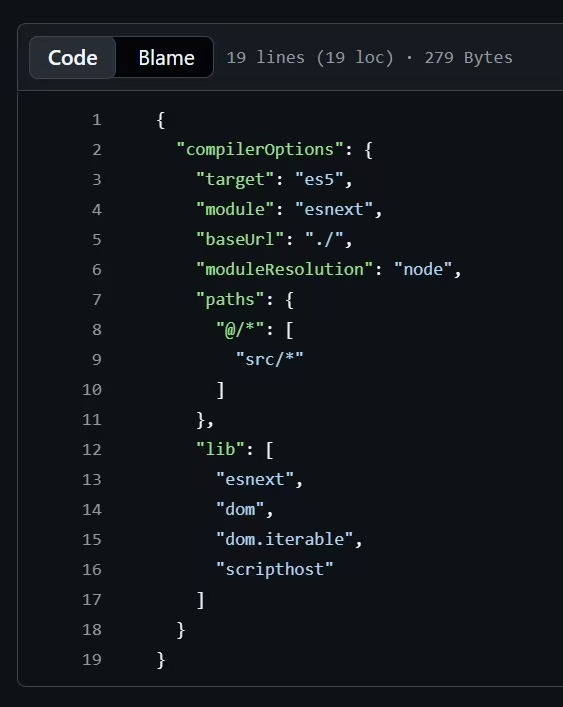 Code Blame 19 lines (19 loc) · 279 Bytes
1 {
2   "compilerOptions": {
3     "target": "es5",
4     "module": "esnext",
5     "baseUrl": "./",
6     "moduleResolution": "node",
7     "paths": {
8       "@/*": [
9         "src/*"
10       ]
11     },
12     "lib": [
13       "esnext",
14       "dom",
15       "dom.iterable",
16       "scripthost"
17     ]
18   }
19 }